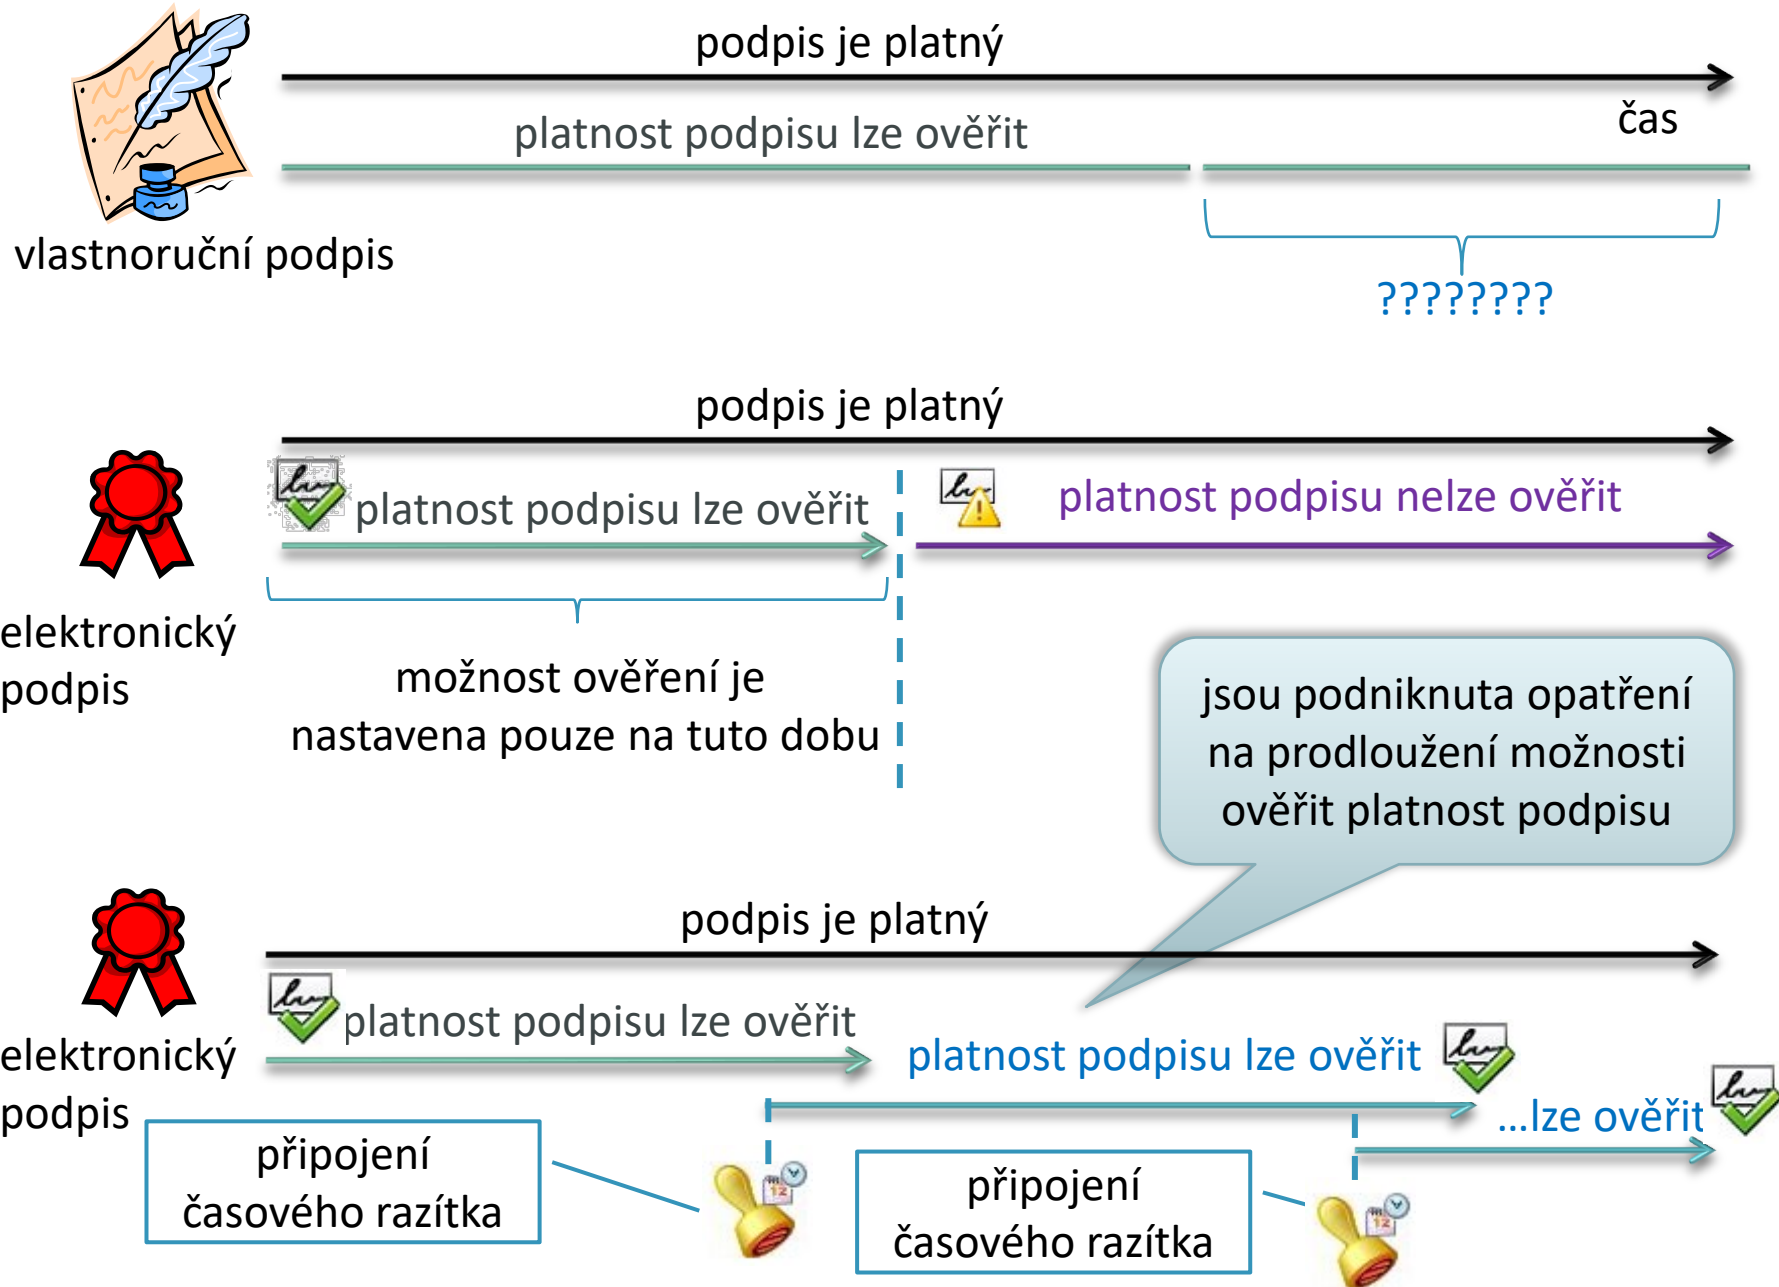 podpis je platný
čas
platnost podpisu lze ověřit
vlastnoruční podpis
????????
podpis je platný
platnost podpisu lze ověřit
platnost podpisu nelze ověřit
elektronický
podpis
možnost ověření je
nastavena pouze na tuto dobu
jsou podniknuta opatření
na prodloužení možnosti
ověřit platnost podpisu
podpis je platný
platnost podpisu lze ověřit
elektronický
podpis
platnost podpisu lze ověřit
...lze ověřit
připojení
časového razítka
12
připojení
časového razítka
12